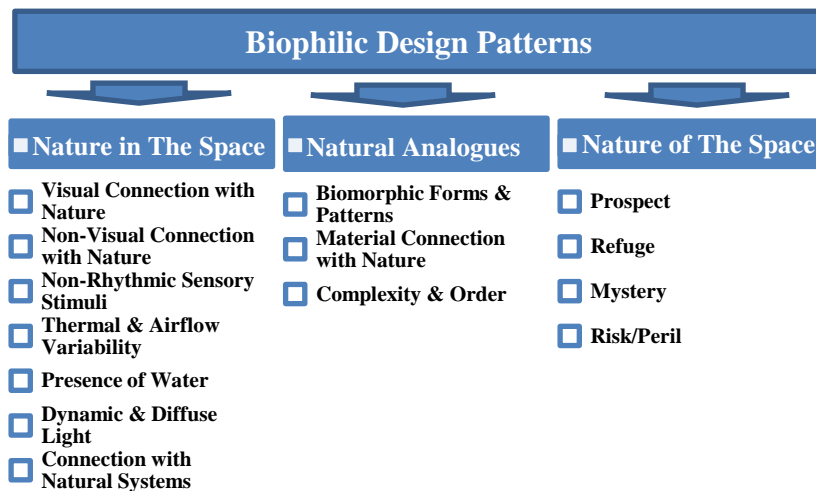 Biophilic Design Patterns
Nature in The Space
Visual Connection with
Nature
Non-Visual Connection
with Nature
Non-Rhythmic Sensory
Stimuli
Thermal & Airflow
Variability
Presence of Water
Dynamic & Diffuse
Light
Connection with
Natural Systems
Natural Analogues
Biomorphic Forms &
Patterns
Material Connection
with Nature
Complexity & Order
Nature of The Space
Prospect
Refuge
Mystery
Risk/Peril